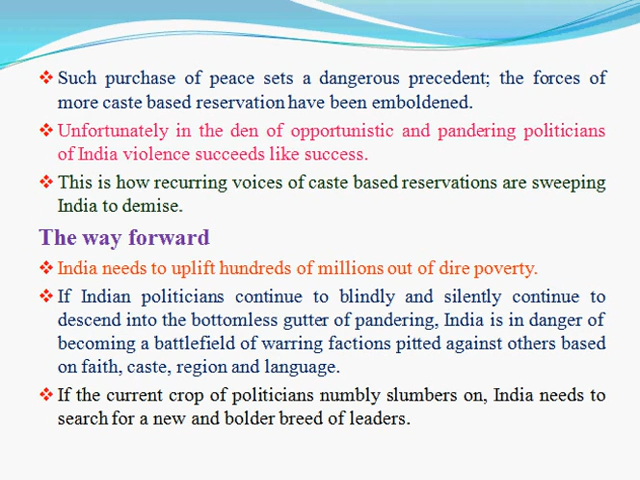 ❖ Such purchase of peace sets a dangerous precedent; the forces of
more caste based reservation have been emboldened.
❖ Unfortunately in the den of opportunistic and pandering politicians
of India violence succeeds like success.
❖ This is how recurring voices of caste based reservations are sweeping
India to demise.
The way forward
❖ India needs to uplift hundreds of millions out of dire poverty.
❖ If Indian politicians continue to blindly and silently continue to
descend into the bottomless gutter of pandering, India is in danger of
becoming a battlefield of warring factions pitted against others based
on faith, caste, region and language.
❖ If the current crop of politicians numbly slumbers on, India needs to
search for a new and bolder breed of leaders.